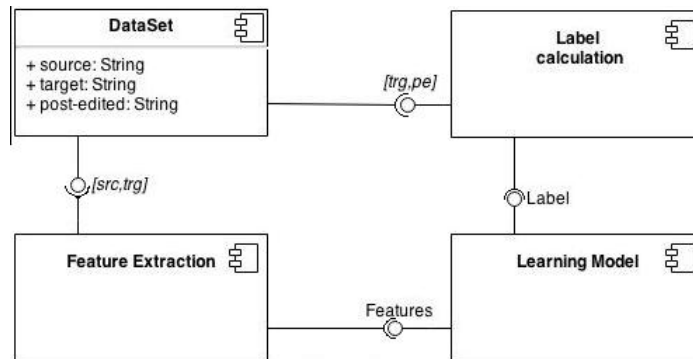 DataSet
+ source: String
+ target: String
+ post-edited: String
Label
calculation
[trg,pe]
[src,trg]
Label
Feature Extraction
Learning Model
Features